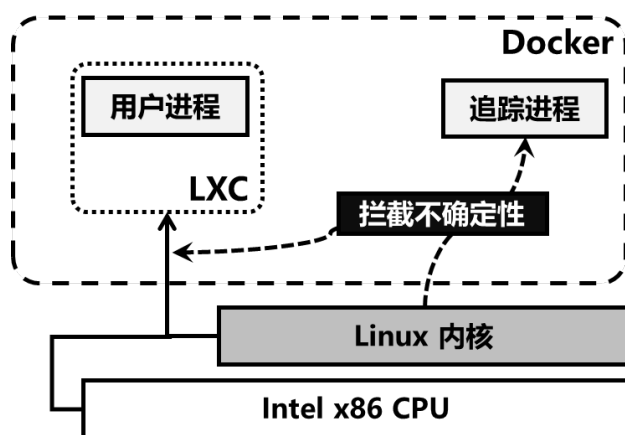 Docker
用户进程
追踪进程
LXC
拦截不确定性
Linux 内核
Intel x86 CPU